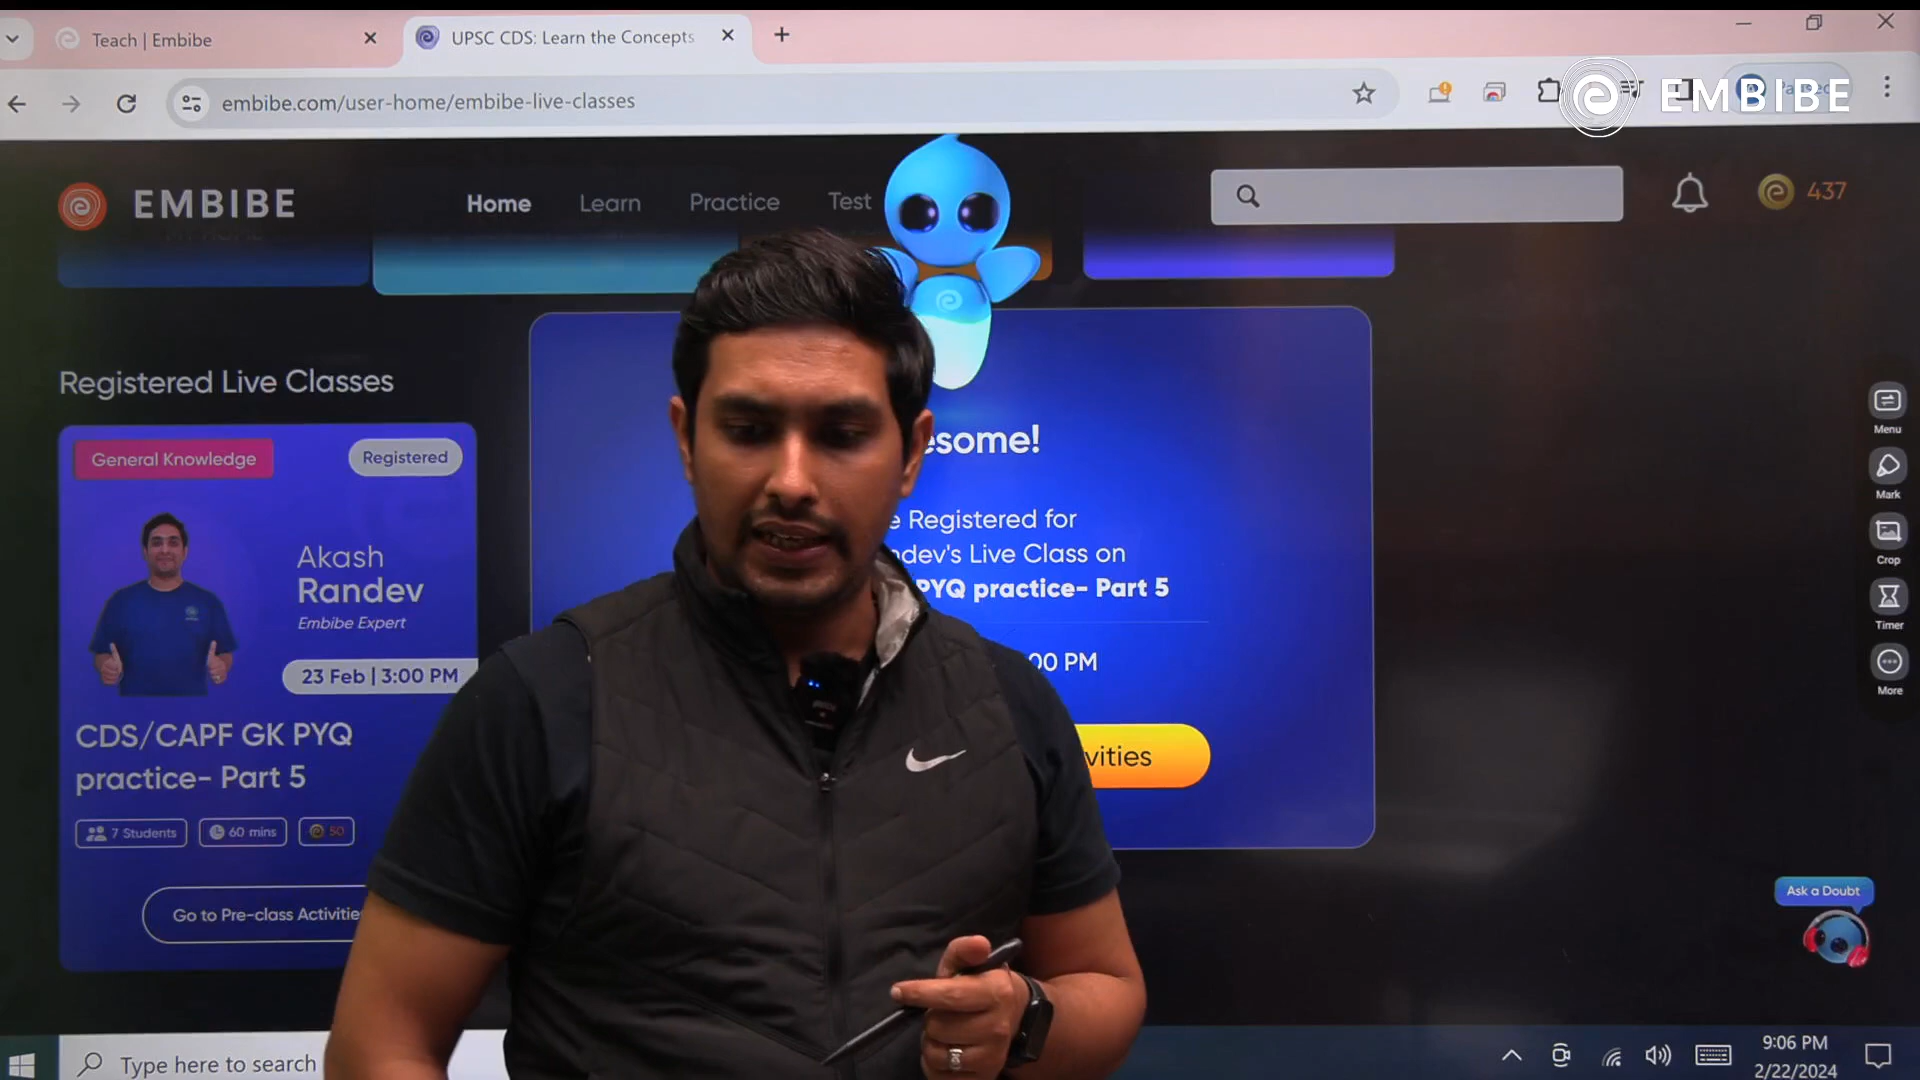 Teach | Embibe
UPSC CDS: Learn the Concepts
embibe.com/user-home/embibe-live-classes
EMBIBE
EMBIBE
Home
Learn
Practice
Test
437
Registered Live Classes
General Knowledge
Registered
Akash
Randev
Embibe Expert
23 Feb | 3:00 PM
CDS/CAPF GK PYQ
practice- Part 5
7 Students
60 mins
50
Go to Pre-class Activitie
esome!
e Registered for
ndev's Live Class on
PYQ practice- Part 5
00 PM
vities
Menu
Mark
Crop
Timer
More
Ask a Doubt
Type here to search
9:06 PM
2/22/2024